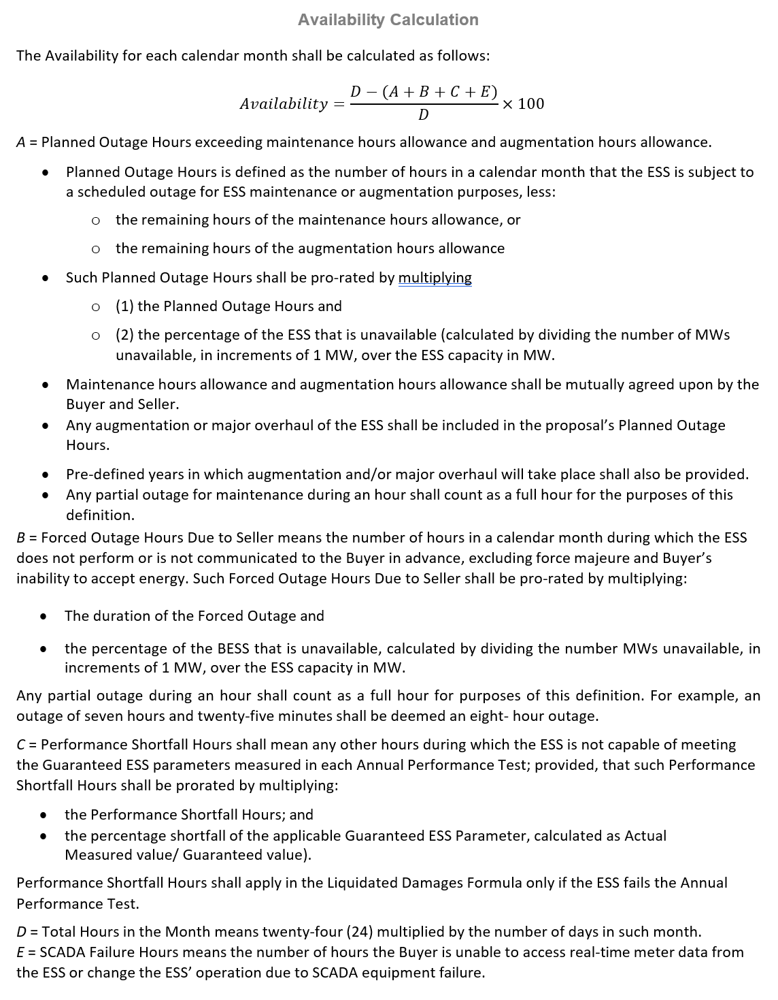 Availability Calculation
The Availability for each calendar month shall be calculated as follows:
Availability = D − (A + B + C + E) / D × 100
A = Planned Outage Hours exceeding maintenance hours allowance and augmentation hours allowance.
• Planned Outage Hours is defined as the number of hours in a calendar month that the ESS is subject to
a scheduled outage for ESS maintenance or augmentation purposes, less:
o the remaining hours of the maintenance hours allowance, or
o the remaining hours of the augmentation hours allowance
• Such Planned Outage Hours shall be pro-rated by multiplying
o (1) the Planned Outage Hours and
o (2) the percentage of the ESS that is unavailable (calculated by dividing the number of MWs
unavailable, in increments of 1 MW, over the ESS capacity in MW.
• Maintenance hours allowance and augmentation hours allowance shall be mutually agreed upon by the
Buyer and Seller.
• Any augmentation or major overhaul of the ESS shall be included in the proposal’s Planned Outage
Hours.
• Pre-defined years in which augmentation and/or major overhaul will take place shall also be provided.
• Any partial outage for maintenance during an hour shall count as a full hour for the purposes of this
definition.
B = Forced Outage Hours Due to Seller means the number of hours in a calendar month during which the ESS
does not perform or is not communicated to the Buyer in advance, excluding force majeure and Buyer’s
inability to accept energy. Such Forced Outage Hours Due to Seller shall be pro-rated by multiplying:
• The duration of the Forced Outage and
• the percentage of the BESS that is unavailable, calculated by dividing the number MWs unavailable, in
increments of 1 MW, over the ESS capacity in MW.
Any partial outage during an hour shall count as a full hour for purposes of this definition. For example, an
outage of seven hours and twenty-five minutes shall be deemed an eight- hour outage.
C = Performance Shortfall Hours shall mean any other hours during which the ESS is not capable of meeting
the Guaranteed ESS parameters measured in each Annual Performance Test; provided, that such Performance
Shortfall Hours shall be prorated by multiplying:
• the Performance Shortfall Hours; and
• the percentage shortfall of the applicable Guaranteed ESS Parameter, calculated as Actual
Measured value/ Guaranteed value).
Performance Shortfall Hours shall apply in the Liquidated Damages Formula only if the ESS fails the Annual
Performance Test.
D = Total Hours in the Month means twenty-four (24) multiplied by the number of days in such month.
E = SCADA Failure Hours means the number of hours the Buyer is unable to access real-time meter data from
the ESS or change the ESS’ operation due to SCADA equipment failure.